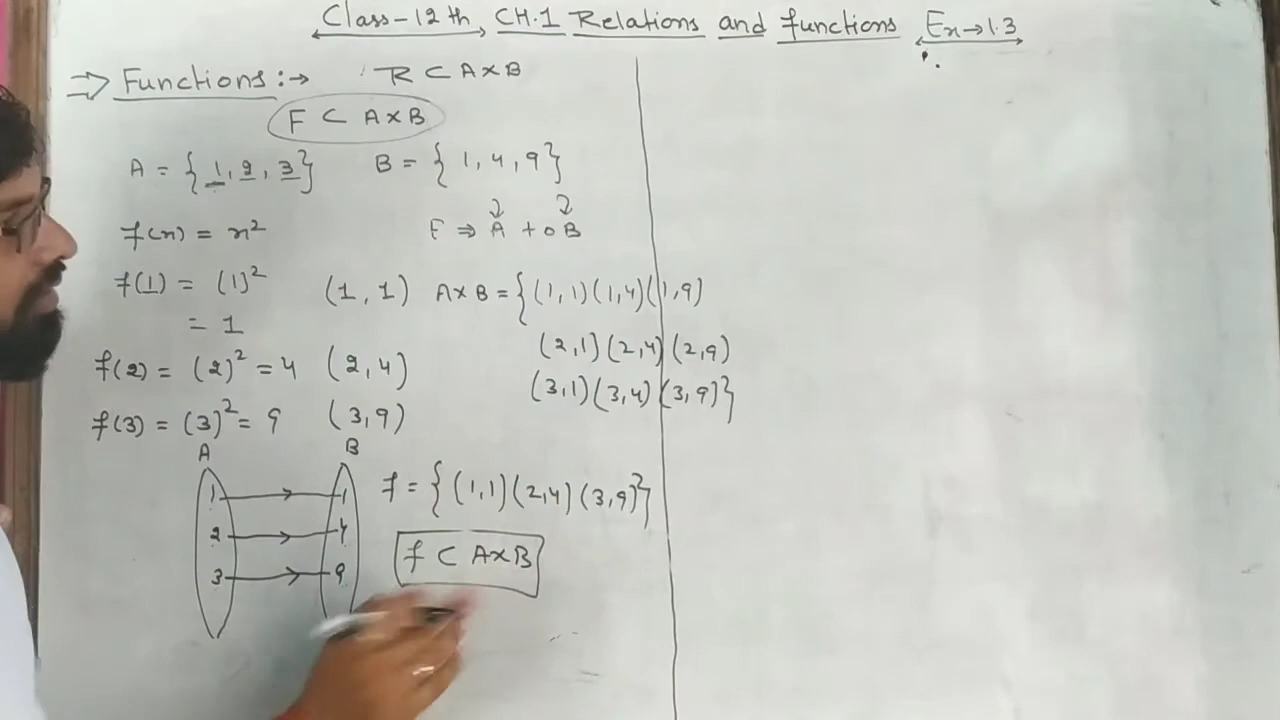 Class-12th, CH.1 Relations and functions Ex→1.3
⇒ Functions :→ R ⊂ A×B
F ⊂ A×B
A = {1, 2, 3} B = {1, 4, 9}
f(x) = x² F ⇒ A to B
f(1) = (1)² (1, 1) A×B = {(1,1)(1,4)(1,9)
= 1
(2,1)(2,4)(2,9)
f(2) = (2)² = 4 (2,4)
(3,1)(3,4)(3,9)}
f(3) = (3)² = 9 (3,9)
A B
1 1
f = {(1,1)(2,4)(3,9)}
2 4
f ⊂ A×B
3 9